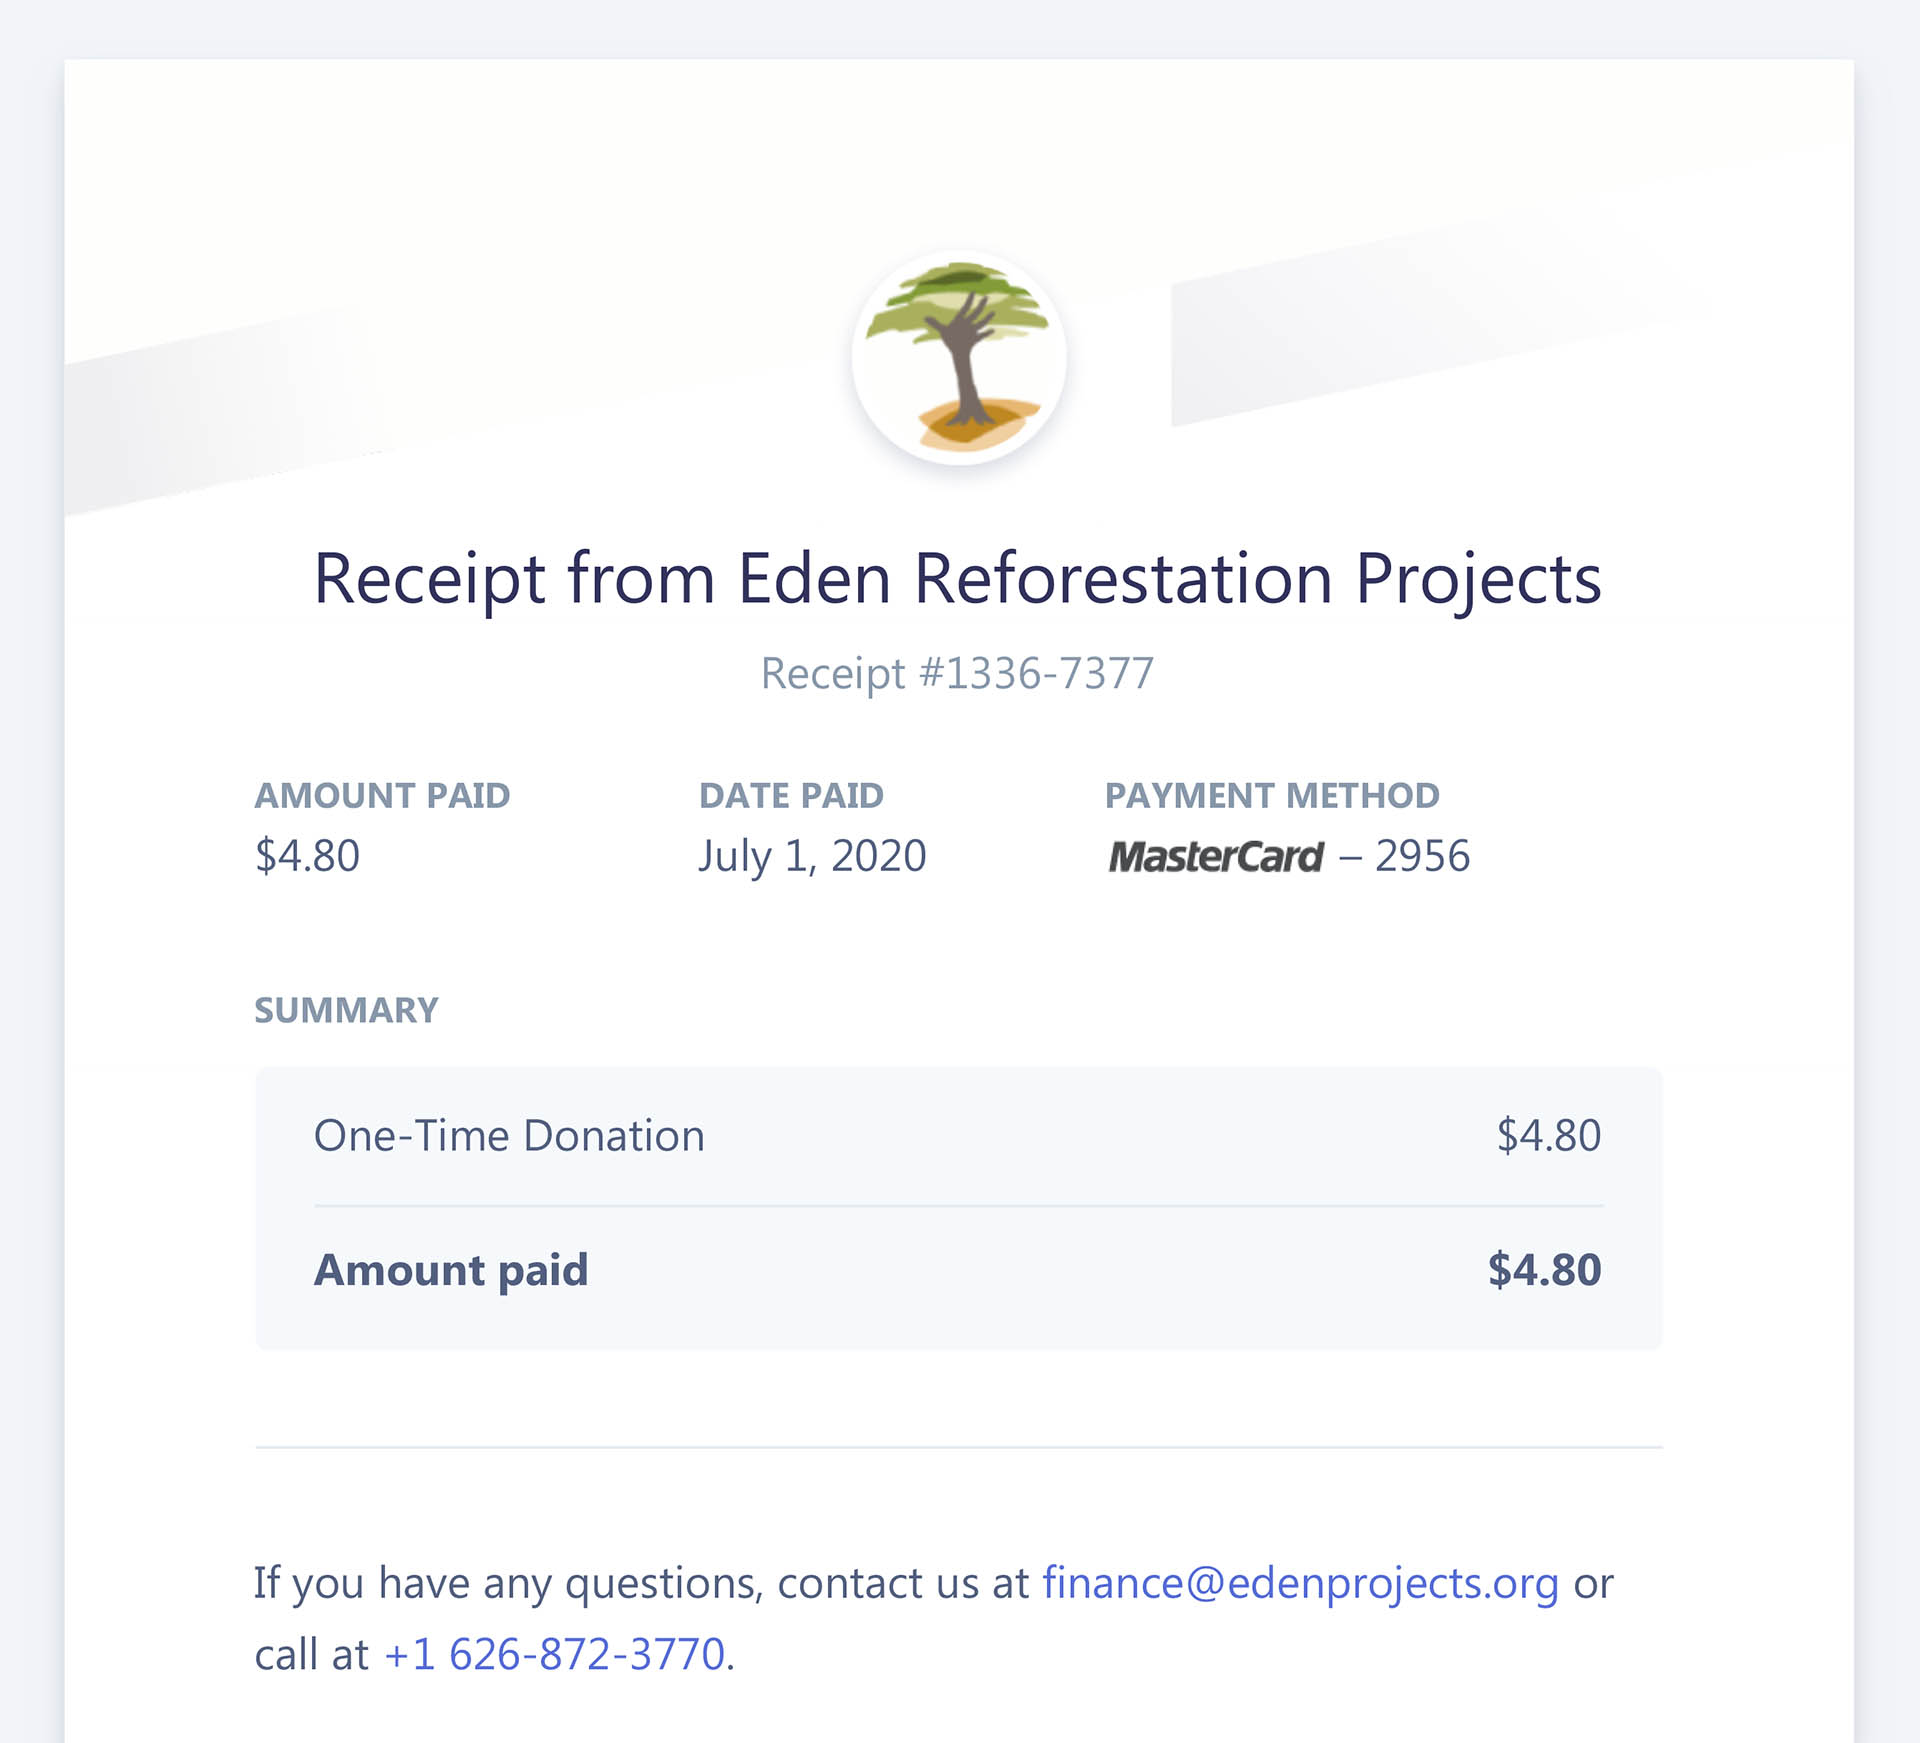 Receipt from Eden Reforestation Projects
Receipt #1336-7377
AMOUNT PAID DATE PAID PAYMENT METHOD
$4.80 July 1, 2020 MasterCard – 2956
SUMMARY
One-Time Donation $4.80
Amount paid $4.80
If you have any questions, contact us at finance@edenprojects.org or
call at +1 626-872-3770.